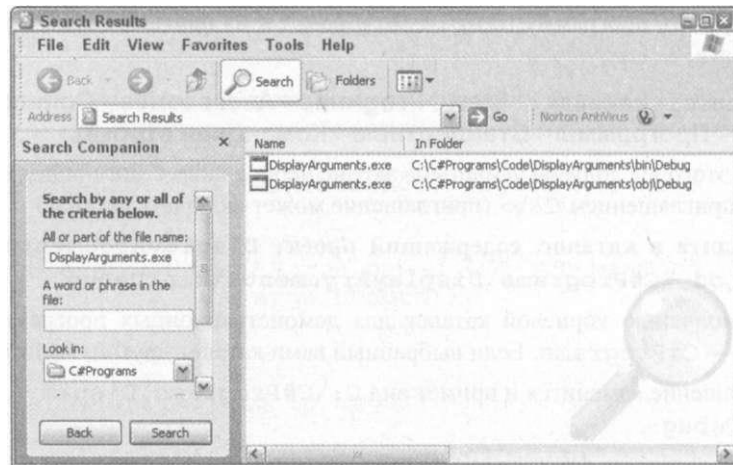 Search Results
File Edit View Favorites Tools Help
Back Search Folders
Address Search Results Go Norton AntiVirus
Search Companion
Name In Folder
DisplayArguments.exe C:\C#Programs\Code\DisplayArguments\bin\Debug
DisplayArguments.exe C:\C#Programs\Code\DisplayArguments\obj\Debug
Search by any or all of
the criteria below.
All or part of the file name:
DisplayArguments.exe
A word or phrase in the
file:
Look in:
C#Programs
Back Search